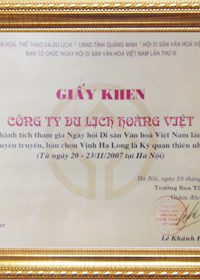 HÓA, THỂ THAO VÀ DU LỊCH * UBND TỈNH QUẢNG NINH * HỘI DI SẢN VĂN HÓA VIỆT
BAN TỔ CHỨC NGÀY HỘI DI SẢN VĂN HÓA VIỆT NAM LẦN THỨ III
GIẤY KHEN
CÔNG TY DU LỊCH HOÀNG VIỆT
thành tích tham gia Ngày hội Di sản Văn hoá Việt Nam lần
uyên truyền, bầu chọn Vịnh Hạ Long là Kỳ quan thiên nh
(Từ ngày 20 - 23/11/2007 tại Hà Nội)
Hà Nội, ngày 23 tháng
Trưởng Ban Tổ
Giám đốc
Lê Khánh H